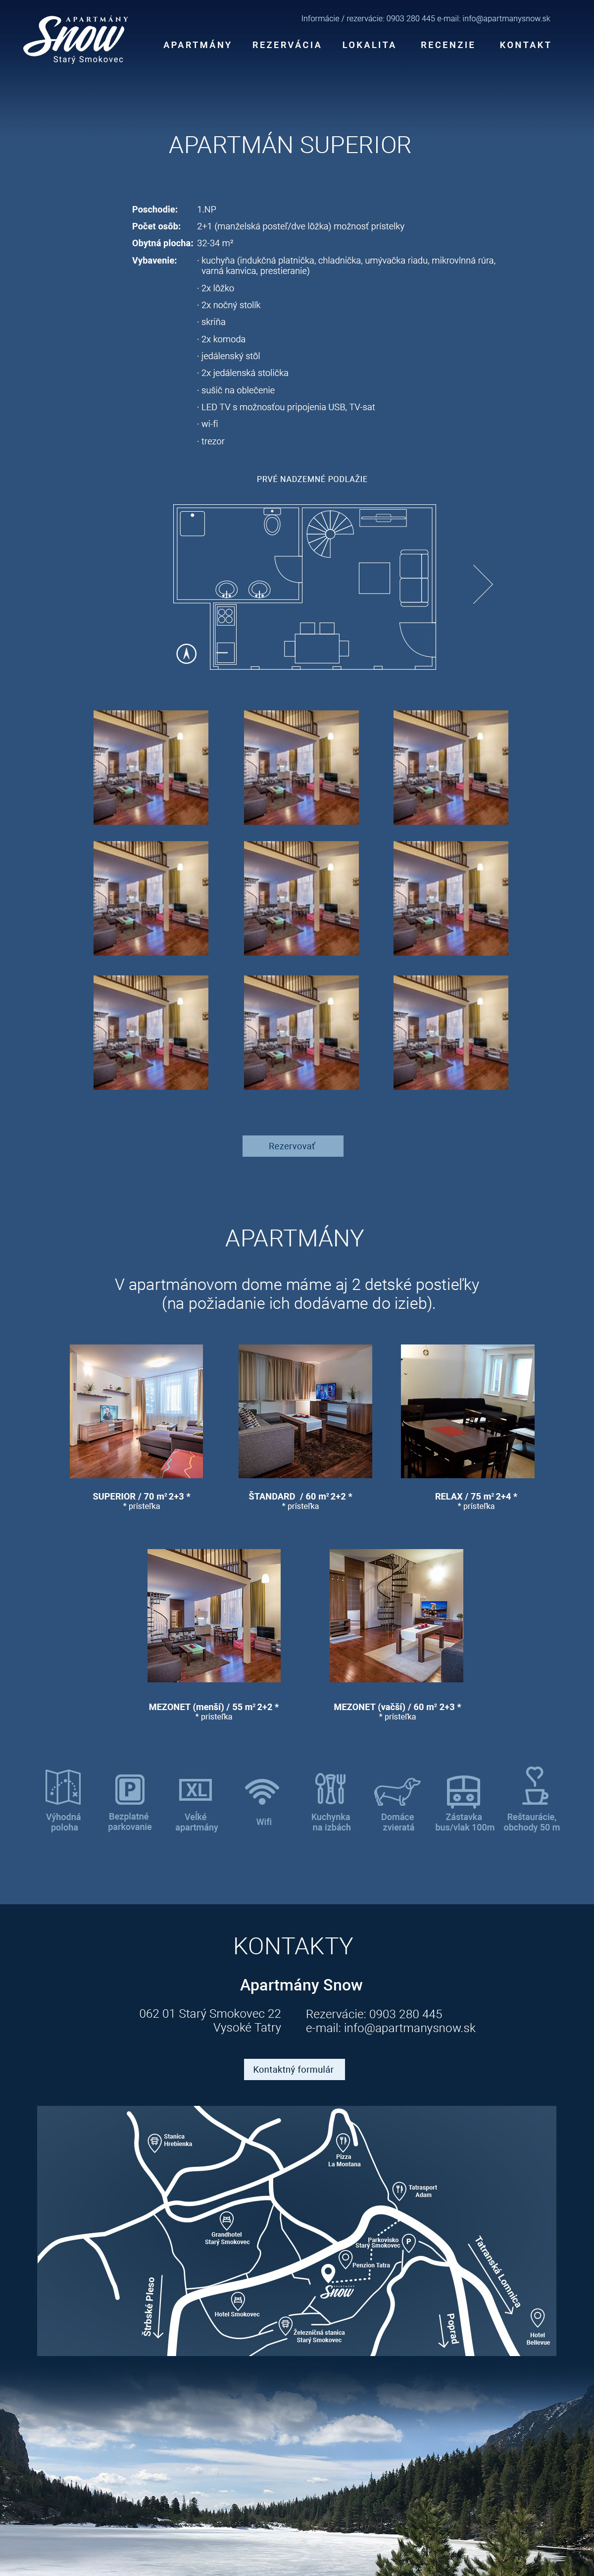 Informácie / rezervácie: 0903 280 445 e-mail: info@apartmanysnow.sk
APARTMÁNY
Snow
Starý Smokovec
APARTMÁNY REZERVÁCIA LOKALITA RECENZIE KONTAKT
APARTMÁN SUPERIOR
Poschodie: 1.NP
Počet osôb: 2+1 (manželská posteľ/dve lôžka) možnosť prístelky
Obytná plocha: 32-34 m²
Vybavenie: · kuchyňa (indukčná platnička, chladnička, umývačka riadu, mikrovlnná rúra,
varná kanvica, prestieranie)
· 2x lôžko
· 2x nočný stolík
· skriňa
· 2x komoda
· jedálenský stôl
· 2x jedálenská stolička
· sušič na oblečenie
· LED TV s možnosťou pripojenia USB, TV-sat
· wi-fi
· trezor
PRVÉ NADZEMNÉ PODLAŽIE
Rezervovať
APARTMÁNY
V apartmánovom dome máme aj 2 detské postieľky
(na požiadanie ich dodávame do izieb).
SUPERIOR / 70 m² 2+3 *
* prísteľka
ŠTANDARD / 60 m² 2+2 *
* prísteľka
RELAX / 75 m² 2+4 *
* prísteľka
MEZONET (menší) / 55 m² 2+2 *
* prísteľka
MEZONET (vačší) / 60 m² 2+3 *
* prísteľka
P
XL
Výhodná
poloha
Bezplatné
parkovanie
Veľké
apartmány
Wifi
Kuchynka
na izbách
Domáce
zvieratá
Zástavka
bus/vlak 100m
Reštaurácie,
obchody 50 m
KONTAKTY
Apartmány Snow
062 01 Starý Smokovec 22
Vysoké Tatry
Rezervácie: 0903 280 445
e-mail: info@apartmanysnow.sk
Kontaktný formulár
Stanica
Hrebienka
Pizza
La Montana
Tatrasport
Adam
Grandhotel
Starý Smokovec
Parkovisko
Starý Smokovec
P
Penzion Tatra
APARTMÁNY
Snow
Tatranská Lomnica
Štrbské Pleso
Hotel Smokovec
Železničná stanica
Starý Smokovec
Poprad
Hotel
Bellevue